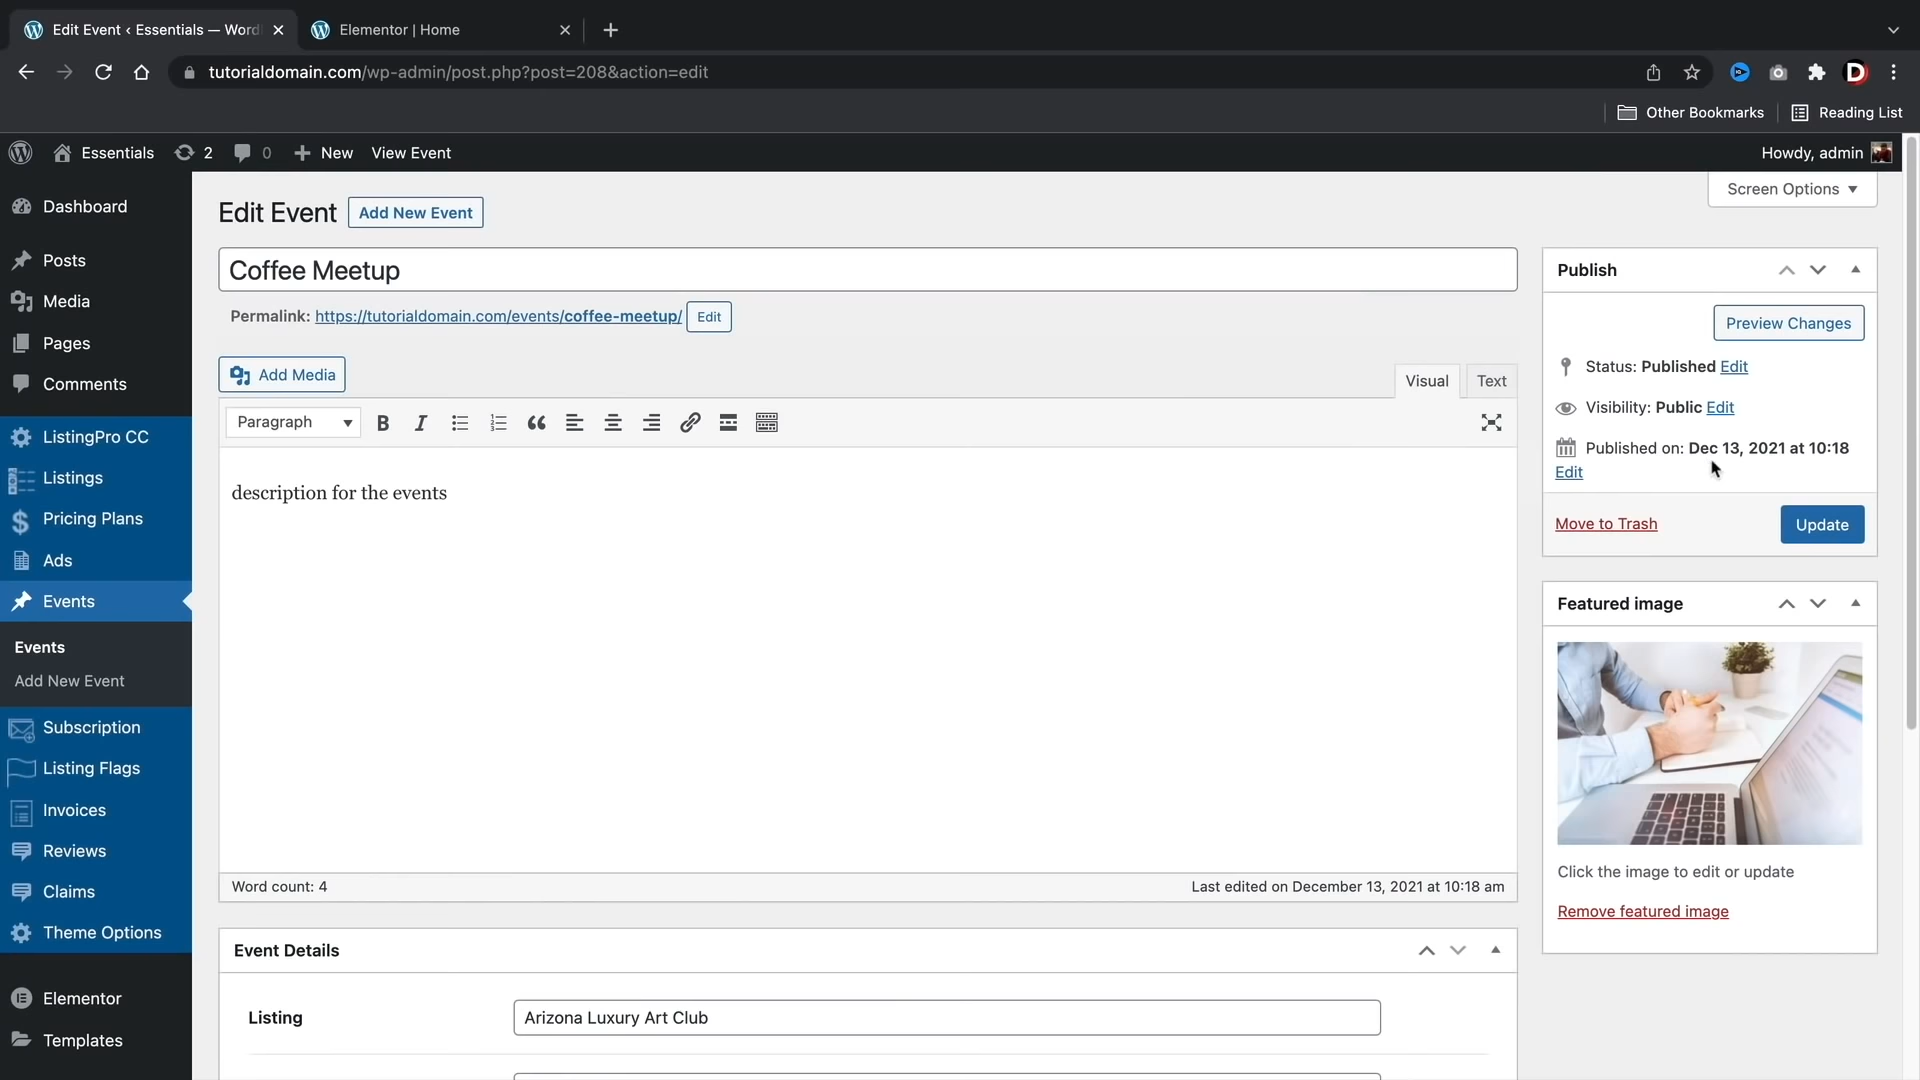 Edit Event ‹ Essentials — Word
Elementor | Home
tutorialdomain.com/wp-admin/post.php?post=208&action=edit
Other Bookmarks
Reading List
Essentials
2
0
New
View Event
Howdy, admin
Screen Options
Dashboard
Posts
Media
Pages
Comments
ListingPro CC
Listings
Pricing Plans
Ads
Events
Events
Add New Event
Subscription
Listing Flags
Invoices
Reviews
Claims
Theme Options
Elementor
Templates
Edit Event
Add New Event
Coffee Meetup
Permalink: https://tutorialdomain.com/events/coffee-meetup/ Edit
Add Media
Visual
Text
Paragraph
description for the events
Word count: 4
Last edited on December 13, 2021 at 10:18 am
Event Details
Listing
Arizona Luxury Art Club
Publish
Preview Changes
Status: Published Edit
Visibility: Public Edit
Published on: Dec 13, 2021 at 10:18
Edit
Move to Trash
Update
Featured image
Click the image to edit or update
Remove featured image